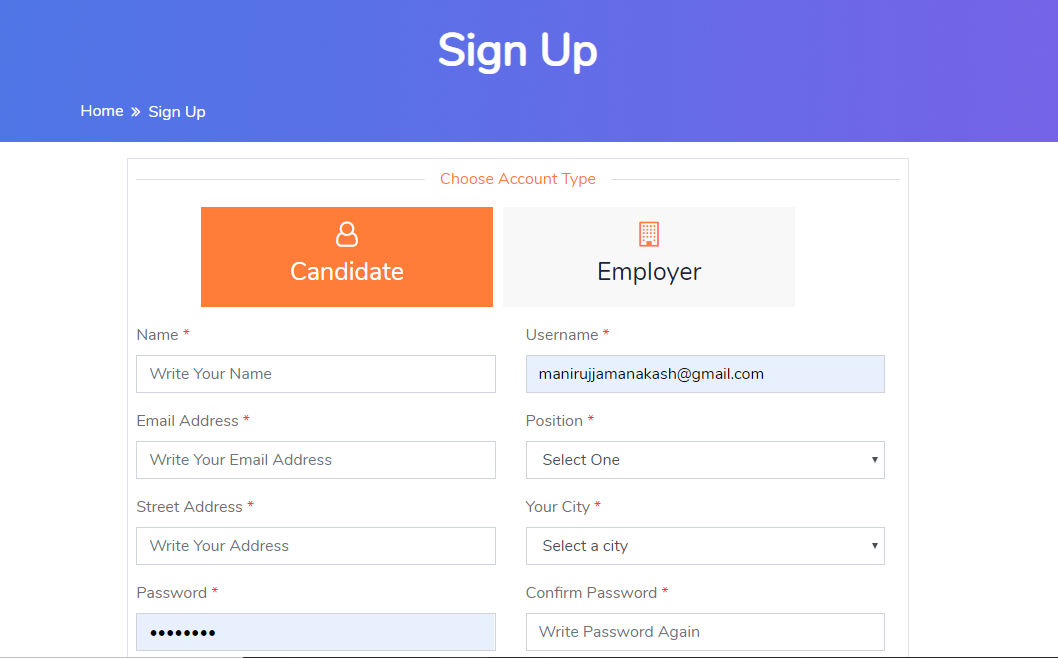 Sign Up
Home » Sign Up
Choose Account Type
Candidate
Employer
Name *
Username *
Write Your Name
manirujjamanakash@gmail.com
Email Address *
Position *
Write Your Email Address
Select One
Street Address *
Your City *
Write Your Address
Select a city
Password *
Confirm Password *
••••••••
Write Password Again